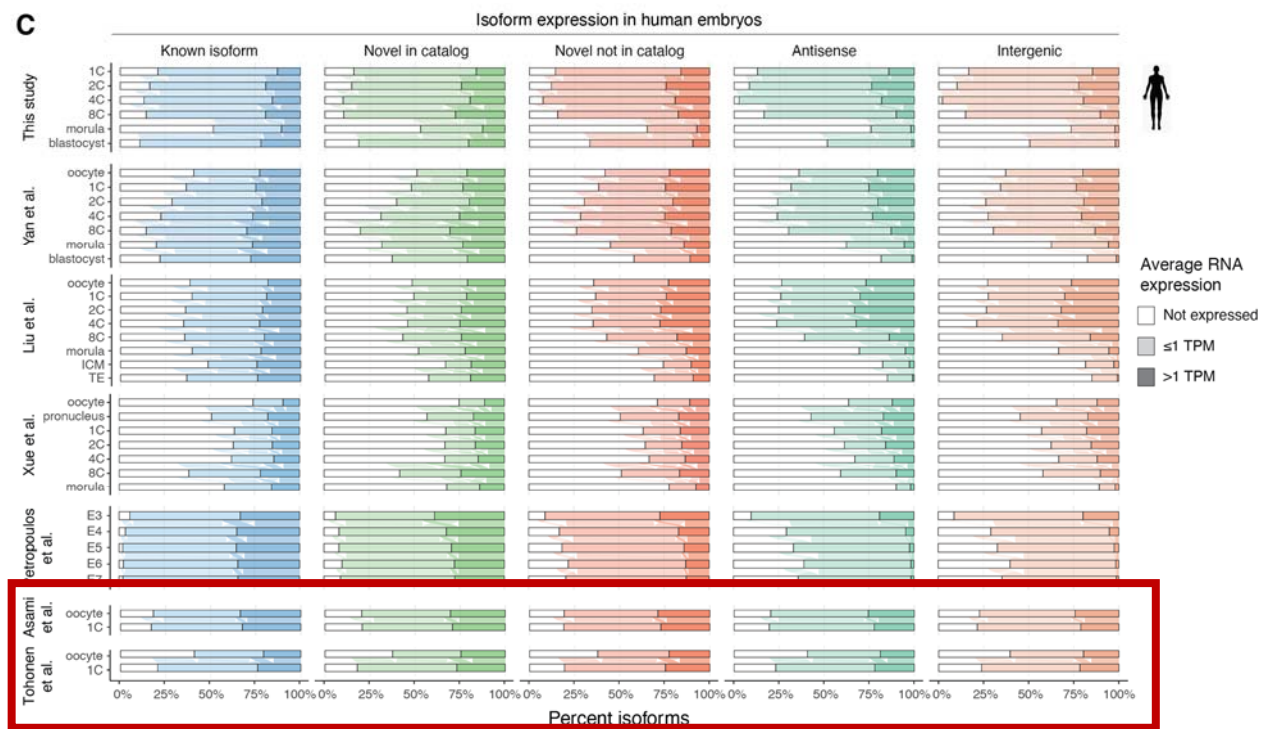 C
Isoform expression in human embryos
Known isoform Novel in catalog Novel not in catalog Antisense Intergenic
This study
1C
2C
4C
8C
morula
blastocyst
Yan et al.
oocyte
1C
2C
4C
8C
morula
blastocyst
Liu et al.
oocyte
1C
2C
4C
8C
morula
ICM
TE
Xue et al.
oocyte
pronucleus
1C
2C
4C
8C
morula
etropoulos
et al.
E3
E4
E5
E6
E7
Asami
et al.
oocyte
1C
Tohonen
et al.
oocyte
1C
0% 25% 50% 75% 100% 0% 25% 50% 75% 100% 0% 25% 50% 75% 100% 0% 25% 50% 75% 100% 0% 25% 50% 75% 100%
Percent isoforms
Average RNA
expression
Not expressed
≤1 TPM
>1 TPM